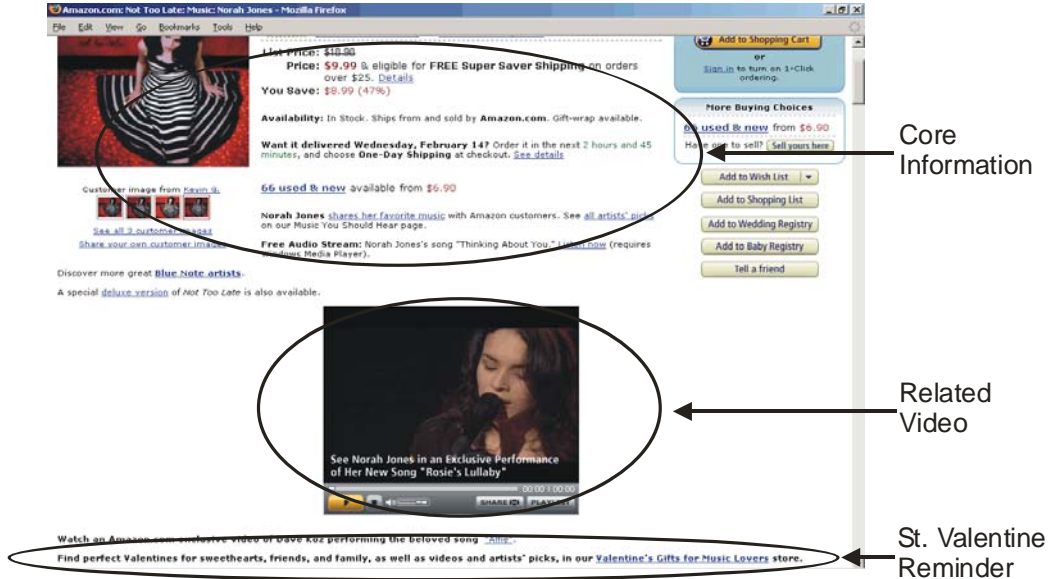 Amazon.com: Not Too Late: Music: Norah Jones - Mozilla Firefox
File Edit View Go Bookmarks Tools Help
List Price: $18.98
Price: $9.99 & eligible for FREE Super Saver Shipping on orders
over $25. Details
You Save: $8.99 (47%)
Availability: In Stock. Ships from and sold by Amazon.com. Gift-wrap available.
Want it delivered Wednesday, February 14? Order it in the next 2 hours and 45
minutes, and choose One-Day Shipping at checkout. See details
66 used & new available from $6.90
Norah Jones shares her favorite music with Amazon customers. See all artists' picks
on our Music You Should Hear page.
Free Audio Stream: Norah Jones's song "Thinking About You." Listen now (requires
Windows Media Player).
Customer image from Kevin G.
See all 3 customer images
Share your own customer images
Add to Shopping Cart
or
Sign in to turn on 1-Click
ordering.
More Buying Choices
66 used & new from $6.90
Have one to sell? Sell yours here
Add to Wish List
Add to Shopping List
Add to Wedding Registry
Add to Baby Registry
Tell a friend
Core
Information
Discover more great Blue Note artists.
A special deluxe version of Not Too Late is also available.
See Norah Jones in an Exclusive Performance
of Her New Song "Rosie's Lullaby"
00:00 / 00:00
SHARE PLAYLIST
Related
Video
Watch an Amazon.com exclusive video of Dave Koz performing the beloved song "Alfie".
Find perfect Valentines for sweethearts, friends, and family, as well as videos and artists' picks, in our Valentine's Gifts for Music Lovers store.
St. Valentine
Reminder